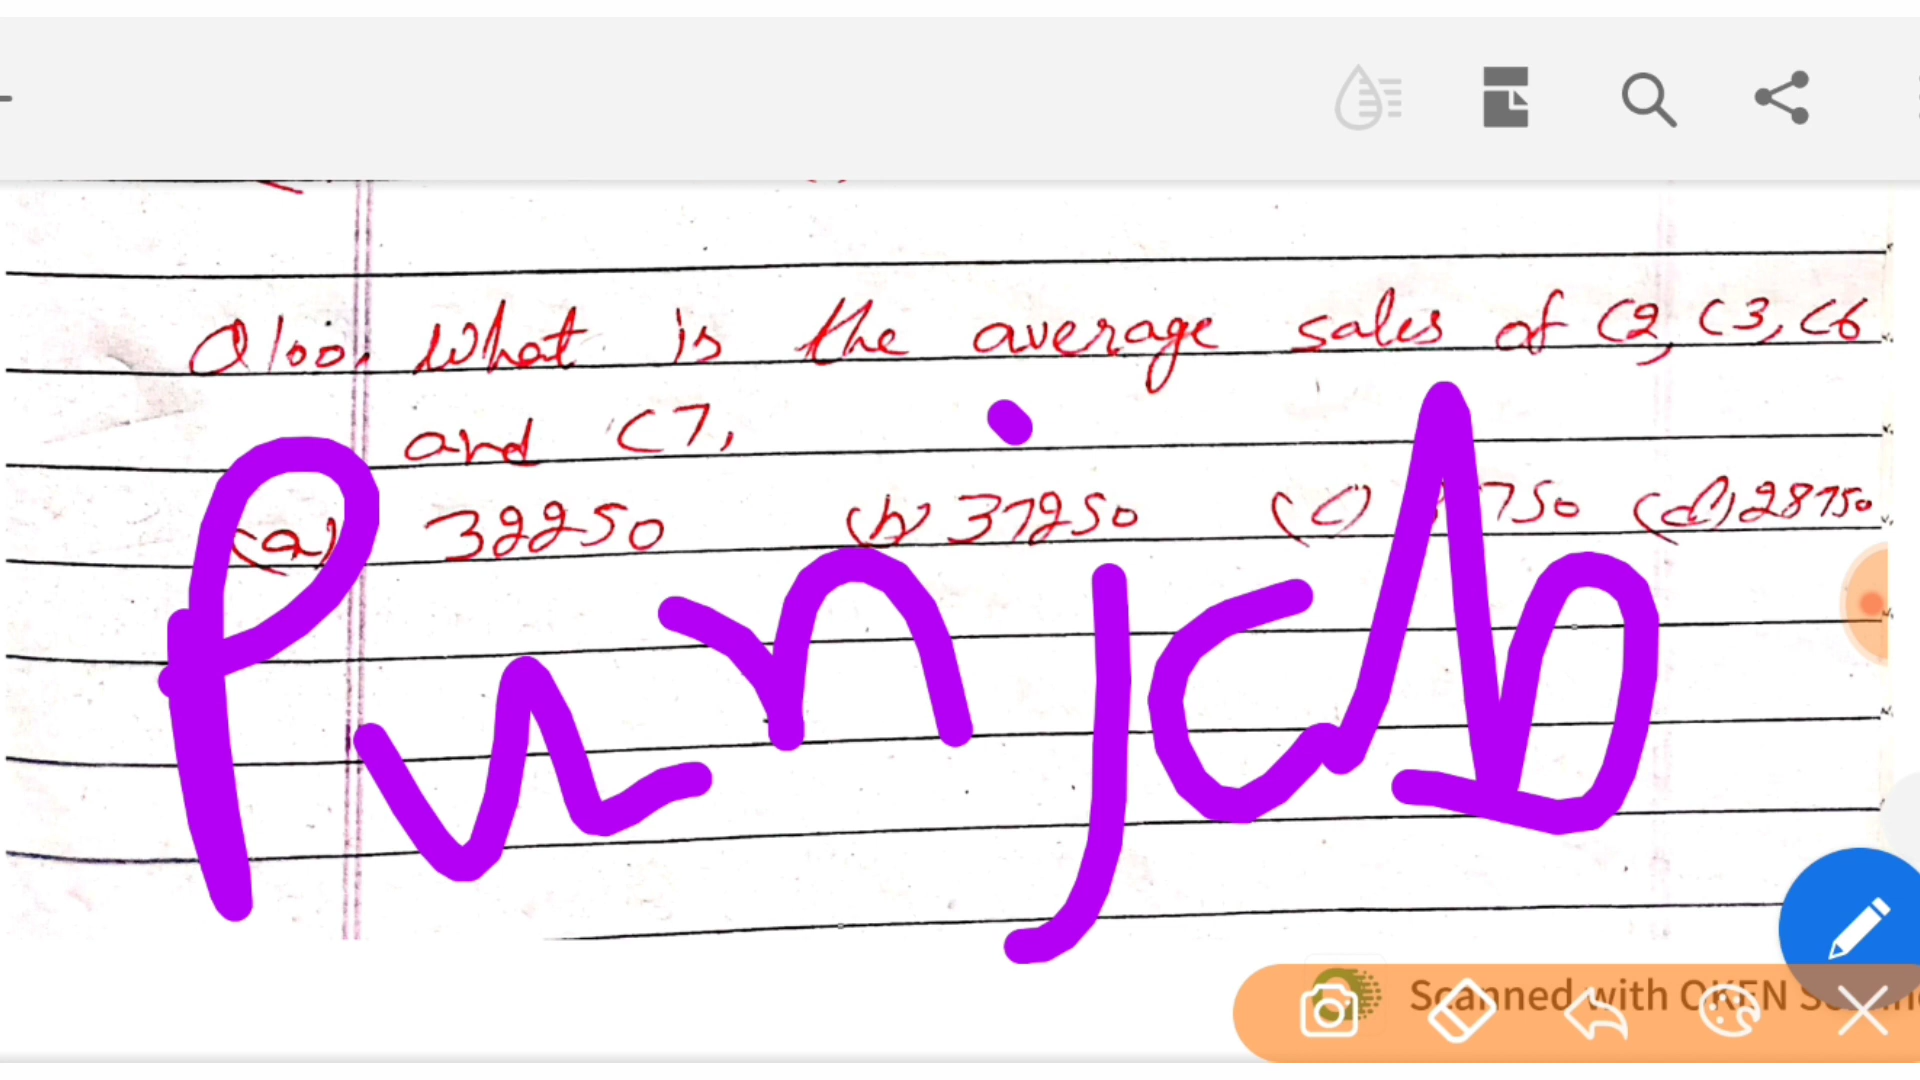 Q100. What is the average sales of C2, C3, C6
and C7,
(a) 32250 (b) 37250 (c) 750 (d) 28750
Punjab
Scanned with OKEN